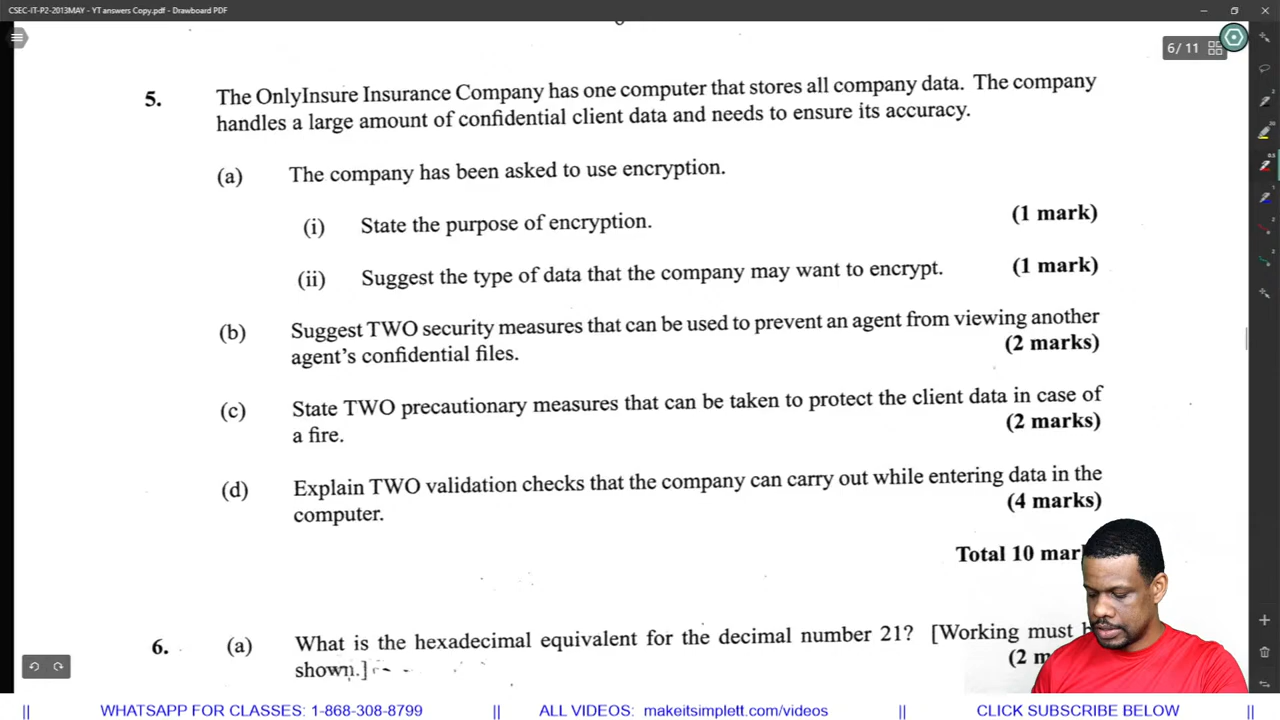 CSEC-IT-P2-2013MAY - YT answers Copy.pdf - Drawboard PDF
6 / 11
5. The OnlyInsure Insurance Company has one computer that stores all company data. The company
handles a large amount of confidential client data and needs to ensure its accuracy.
(a) The company has been asked to use encryption.
(i) State the purpose of encryption. (1 mark)
(ii) Suggest the type of data that the company may want to encrypt. (1 mark)
(b) Suggest TWO security measures that can be used to prevent an agent from viewing another
agent's confidential files. (2 marks)
(c) State TWO precautionary measures that can be taken to protect the client data in case of
a fire. (2 marks)
(d) Explain TWO validation checks that the company can carry out while entering data in the
computer. (4 marks)
Total 10 mar
6. (a) What is the hexadecimal equivalent for the decimal number 21? [Working must
shown.] (2 m
|| WHATSAPP FOR CLASSES: 1-868-308-8799 || ALL VIDEOS: makeitsimplett.com/videos || CLICK SUBSCRIBE BELOW ||